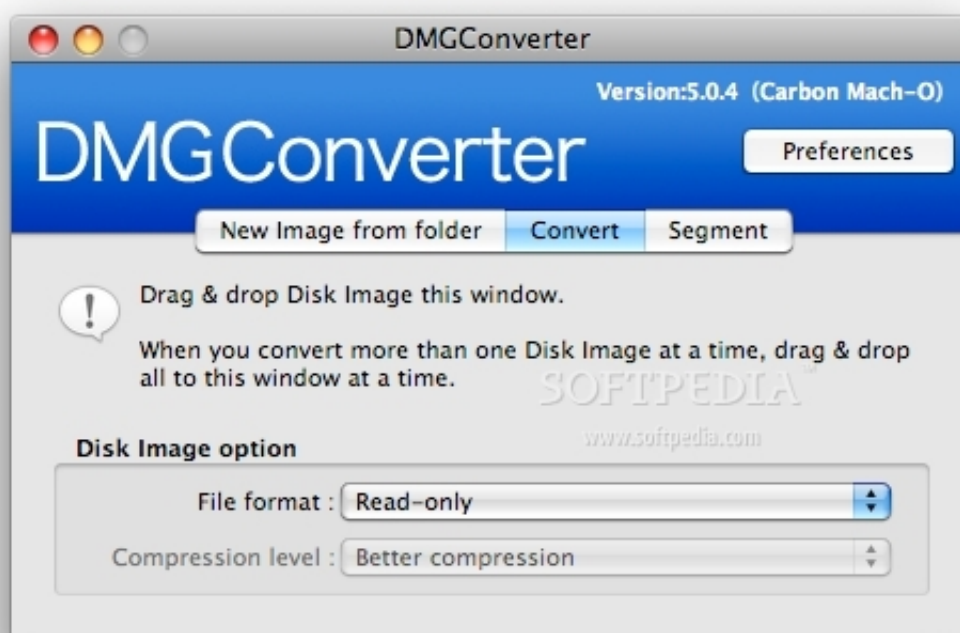 DMGConverter
Version:5.0.4 (Carbon Mach-O)
DMGConverter
Preferences
New Image from folder
Convert
Segment
!
Drag & drop Disk Image this window.
When you convert more than one Disk Image at a time, drag & drop
all to this window at a time.
SOFTPEDIA™
www.softpedia.com
Disk Image option
File format : Read-only
Compression level : Better compression